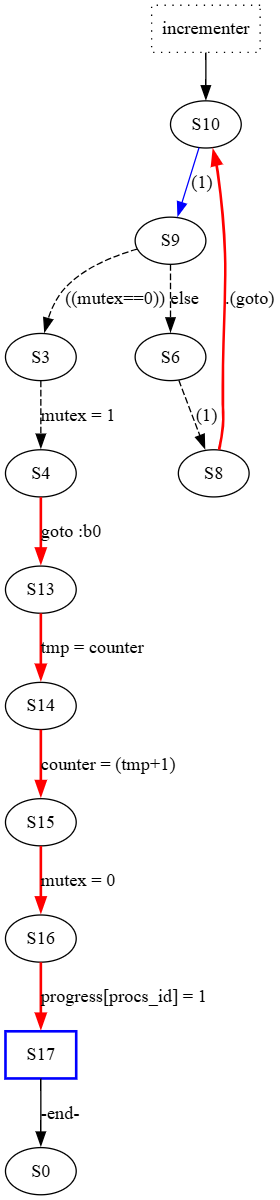 incrementer
S10
(1)
S9
((mutex==0)) else .(goto)
S3 S6
mutex = 1 (1)
S4 S8
goto :b0
S13
tmp = counter
S14
counter = (tmp+1)
S15
mutex = 0
S16
progress[procs_id] = 1
S17
-end-
S0